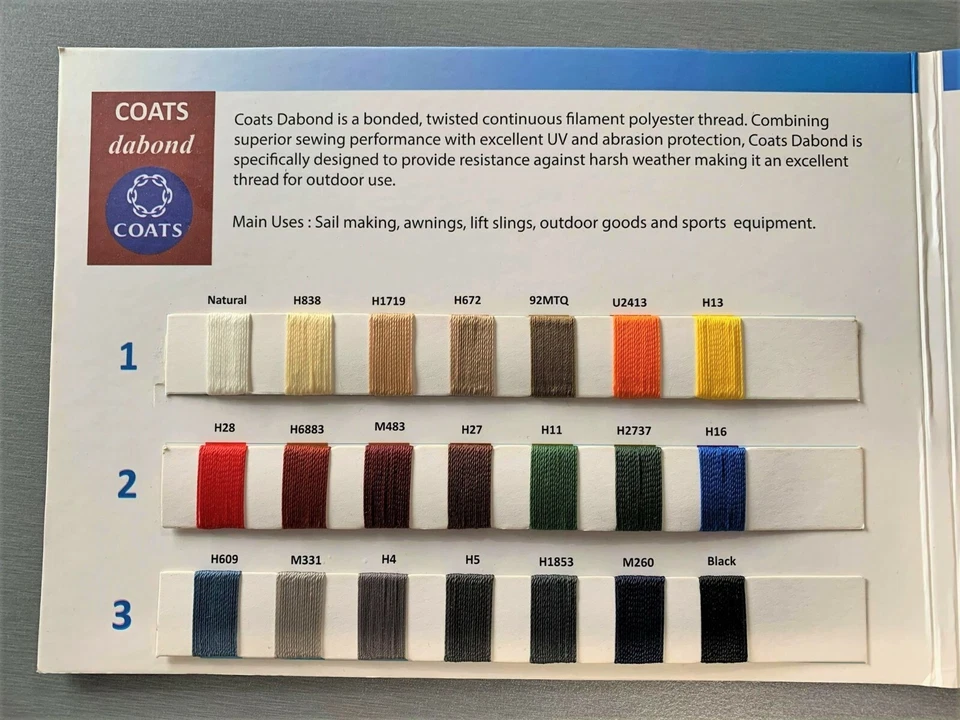 COATS
dabond
COATS
Coats Dabond is a bonded, twisted continuous filament polyester thread. Combining
superior sewing performance with excellent UV and abrasion protection, Coats Dabond is
specifically designed to provide resistance against harsh weather making it an excellent
thread for outdoor use.
Main Uses : Sail making, awnings, lift slings, outdoor goods and sports equipment.
Natural H838 H1719 H672 92MTQ U2413 H13
1
H28 H6883 M483 H27 H11 H2737 H16
2
H609 M331 H4 H5 H1853 M260 Black
3